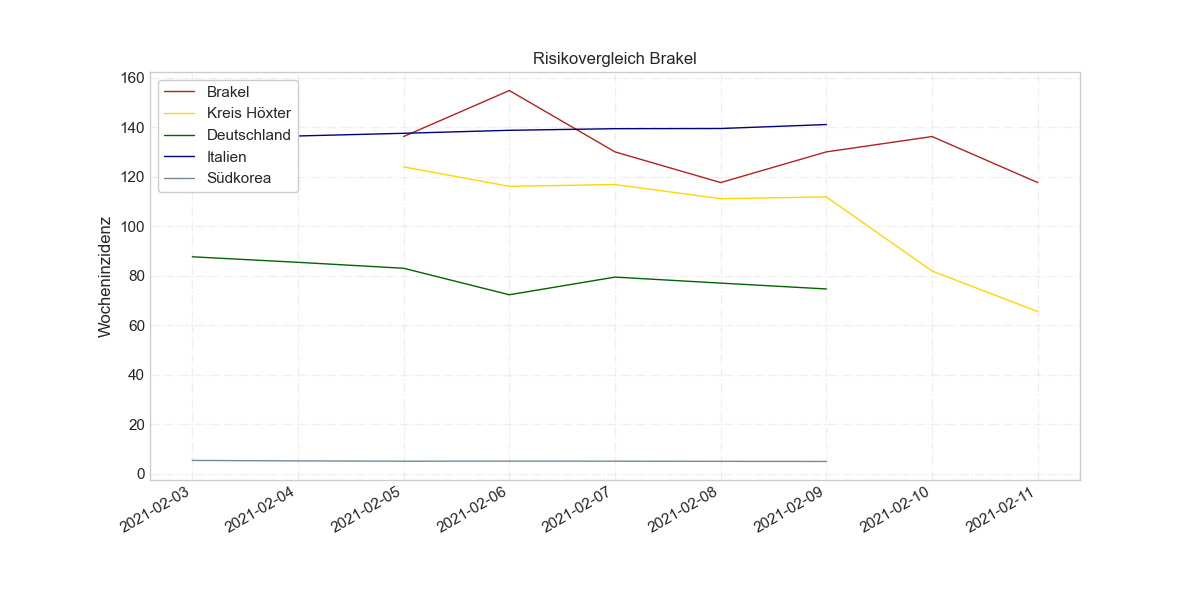 Risikovergleich Brakel
Wocheninzidenz
160
140
120
100
80
60
40
20
0
Brakel
Kreis Höxter
Deutschland
Italien
Südkorea
2021-02-03
2021-02-04
2021-02-05
2021-02-06
2021-02-07
2021-02-08
2021-02-09
2021-02-10
2021-02-11